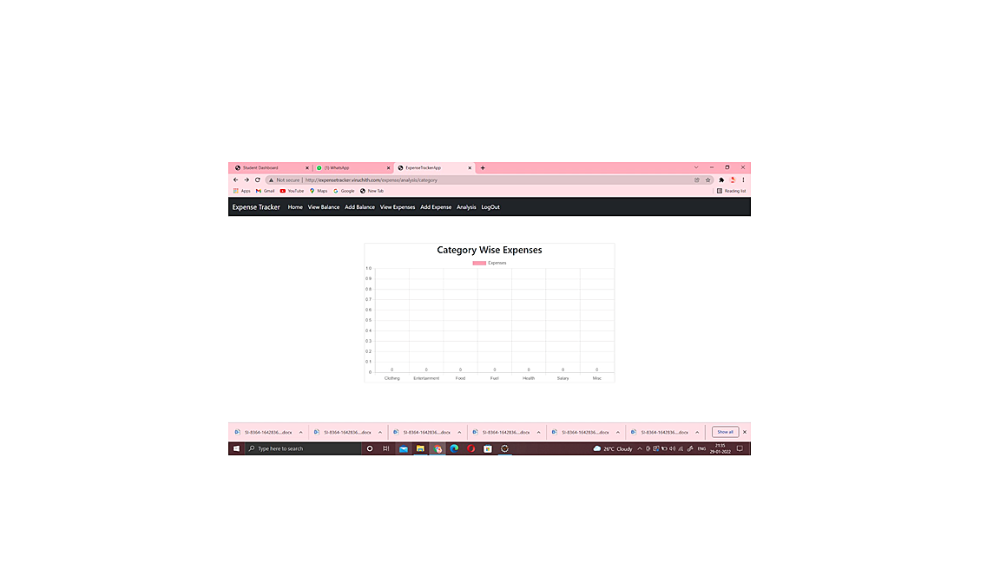 Student Dashboard
(1) WhatsApp
ExpenseTrackerApp
Not secure | http://expensetracker.viruchith.com/expense/analysis/category
Apps Gmail YouTube Maps Google New Tab Reading list
Expense Tracker Home View Balance Add Balance View Expenses Add Expense Analysis LogOut
Category Wise Expenses
Expenses
1.0
0.9
0.8
0.7
0.6
0.5
0.4
0.3
0.2
0.1
0
0 0 0 0 0 0 0
Clothing Entertainment Food Fuel Health Salary Misc
SI-8364-1642836....docx SI-8364-1642836....docx SI-8364-1642836....docx SI-8364-1642836....docx SI-8364-1642836....docx SI-8364-1642836....docx Show all
Type here to search 26°C Cloudy ENG 21:35
29-01-2022